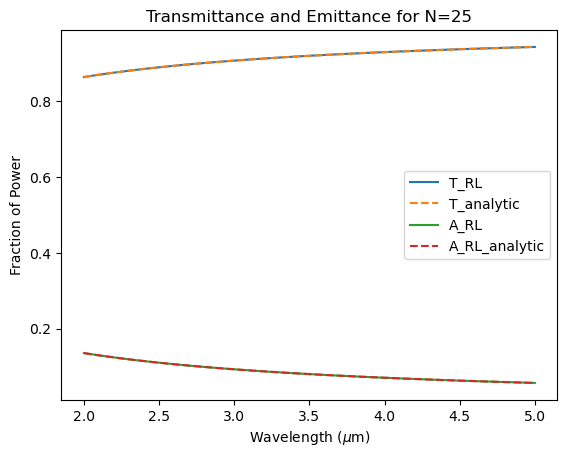 Transmittance and Emittance for N=25
Fraction of Power
0.8
0.6
0.4
0.2
T_RL
T_analytic
A_RL
A_RL_analytic
2.0 2.5 3.0 3.5 4.0 4.5 5.0
Wavelength (μm)